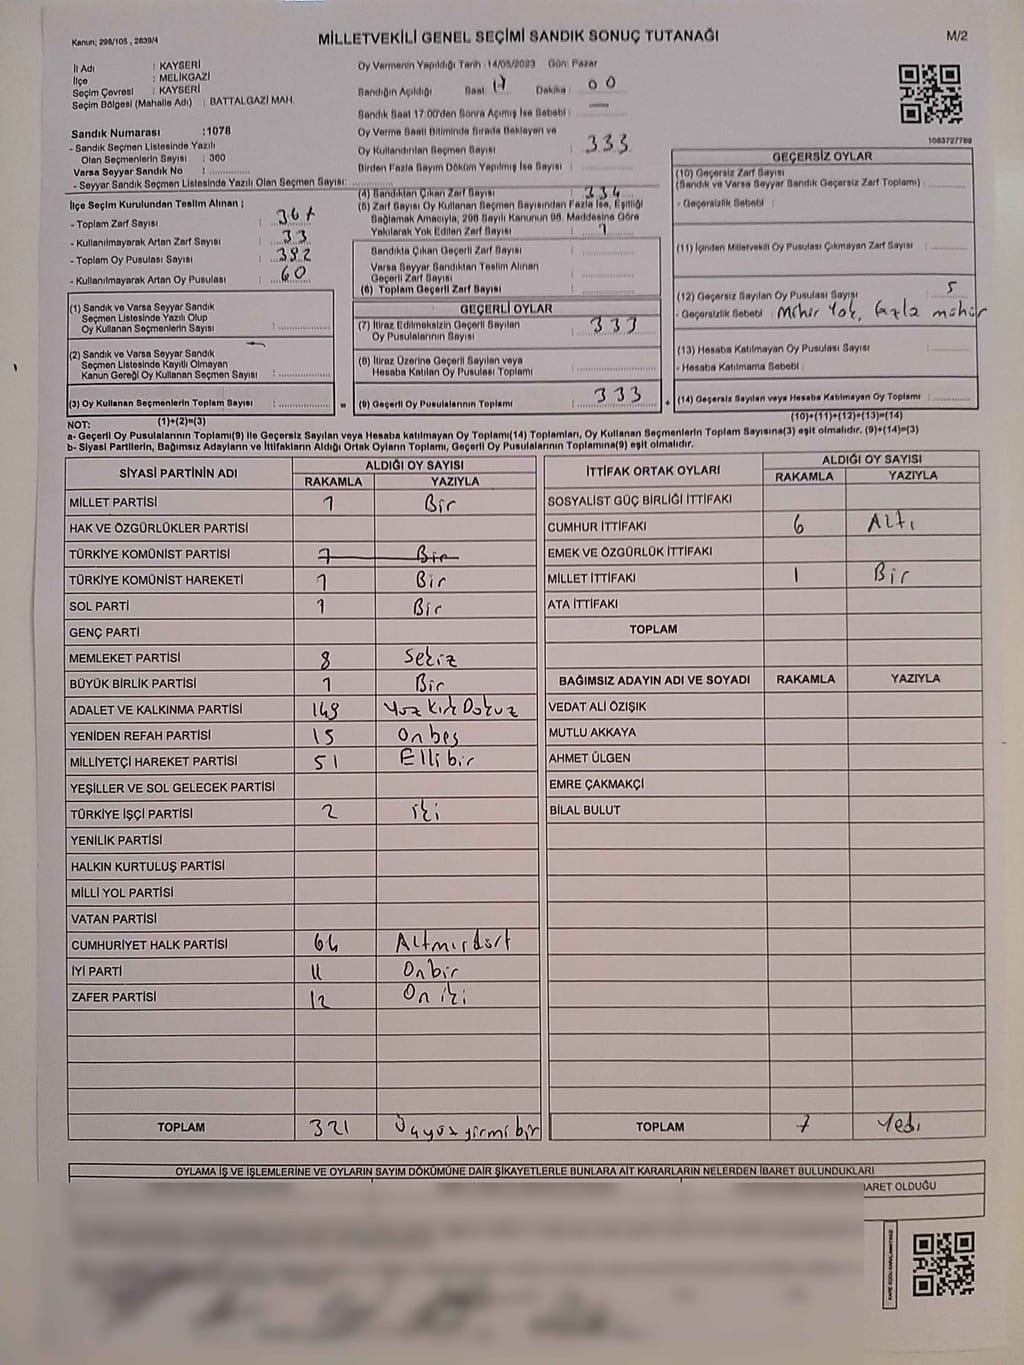 Kanun; 298/105 , 2839/4
MİLLETVEKİLİ GENEL SEÇİMİ SANDIK SONUÇ TUTANAĞI
M/2
İl Adı : KAYSERİ
İlçe : MELİKGAZİ
Seçim Çevresi : KAYSERİ
Seçim Bölgesi (Mahalle Adı) : BATTALGAZİ MAH.
Sandık Numarası :1078
- Sandık Seçmen Listesinde Yazılı
Olan Seçmenlerin Sayısı : 360
Varsa Seyyar Sandık No :
- Seyyar Sandık Seçmen Listesinde Yazılı Olan Seçmen Sayısı:
İlçe Seçim Kurulundan Teslim Alınan ;
- Toplam Zarf Sayısı :
- Kullanılmayarak Artan Zarf Sayısı : 33
- Toplam Oy Pusulası Sayısı : 392
- Kullanılmayarak Artan Oy Pusulası : 60
Oy Vermenin Yapıldığı Tarih :14/05/2023 Gün: Pazar
Sandığın Açıldığı Saat : 17 Dakika : 00
Sandık Saat 17:00'den Sonra Açımış İse Sebebi : —
Oy Verme Saati Bitiminde Sırada Bekleyen ve
Oy Kullandırılan Seçmen Sayısı : 333
Birden Fazla Sayım Döküm Yapılmış İse Sayısı :
(4) Sandıktan Çıkan Zarf Sayısı : 334
(5) Zarf Sayısı Oy Kullanan Seçmen Sayısından Fazla İse, Eşitliği
Sağlamak Amacıyla, 298 Sayılı Kanunun 98. Maddesine Göre
Yakılarak Yok Edilen Zarf Sayısı : 1
Sandıkta Çıkan Geçerli Zarf Sayısı :
Varsa Seyyar Sandıktan Teslim Alınan
Geçerli Zarf Sayısı :
(6) Toplam Geçerli Zarf Sayısı :
1083727769
GEÇERSİZ OYLAR
(10) Geçersiz Zarf Sayısı
(Sandık ve Varsa Seyyar Sandık Geçersiz Zarf Toplamı) :
- Geçersizlik Sebebi :
(11) İçinden Milletvekili Oy Pusulası Çıkmayan Zarf Sayısı :
(12) Geçersiz Sayılan Oy Pusulası Sayısı : 5
- Geçersizlik Sebebi : Mühür Yok, fazla mühür
(13) Hesaba Katılmayan Oy Pusulası Sayısı :
- Hesaba Katılmama Sebebi :
(14) Geçersiz Sayılan veya Hesaba Katılmayan Oy Toplamı :
(1) Sandık ve Varsa Seyyar Sandık
Seçmen Listesinde Yazılı Olup
Oy Kullanan Seçmenlerin Sayısı :
(2) Sandık ve Varsa Seyyar Sandık
Seçmen Listesinde Kayıtlı Olmayan
Kanun Gereği Oy Kullanan Seçmen Sayısı :
(3) Oy Kullanan Seçmenlerin Toplam Sayısı : =
GEÇERLİ OYLAR
(7) İtiraz Edilmeksizin Geçerli Sayılan
Oy Pusulalarının Sayısı : 333
(8) İtiraz Üzerine Geçerli Sayılan veya
Hesaba Katılan Oy Pusulası Toplamı :
(9) Geçerli Oy Pusulalarının Toplamı : 333 +
NOT: (1)+(2)=(3)
(10)+(11)+(12)+(13)=(14)
a- Geçerli Oy Pusulalarının Toplamı(9) ile Geçersiz Sayılan veya Hesaba katılmayan Oy Toplamı(14) Toplamları, Oy Kullanan Seçmenlerin Toplam Sayısına(3) eşit olmalıdır. (9)+(14)=(3)
b- Siyasi Partilerin, Bağımsız Adayların ve İttifakların Aldığı Ortak Oyların Toplamı, Geçerli Oy Pusulalarının Toplamına(9) eşit olmalıdır.
SİYASİ PARTİNİN ADI ALDIĞI OY SAYISI
RAKAMLA YAZIYLA
MİLLET PARTİSİ 1 Bir
HAK VE ÖZGÜRLÜKLER PARTİSİ
TÜRKİYE KOMÜNİST PARTİSİ 1 Bir
TÜRKİYE KOMÜNİST HAREKETİ 1 Bir
SOL PARTİ 1 Bir
GENÇ PARTİ
MEMLEKET PARTİSİ 8 Sekiz
BÜYÜK BİRLİK PARTİSİ 1 Bir
ADALET VE KALKINMA PARTİSİ 149 Yüz Kırk Dokuz
YENİDEN REFAH PARTİSİ 15 Onbeş
MİLLİYETÇİ HAREKET PARTİSİ 51 Ellibir
YEŞİLLER VE SOL GELECEK PARTİSİ
TÜRKİYE İŞÇİ PARTİSİ 2 iki
YENİLİK PARTİSİ
HALKIN KURTULUŞ PARTİSİ
MİLLİ YOL PARTİSİ
VATAN PARTİSİ
CUMHURİYET HALK PARTİSİ 64 Altmışdört
İYİ PARTİ 11 Onbir
ZAFER PARTİSİ 12 On iki
TOPLAM 321 Üçyüzyirmibir
İTTİFAK ORTAK OYLARI ALDIĞI OY SAYISI
RAKAMLA YAZIYLA
SOSYALİST GÜÇ BİRLİĞİ İTTİFAKI
CUMHUR İTTİFAKI 6 Altı
EMEK VE ÖZGÜRLÜK İTTİFAKI
MİLLET İTTİFAKI 1 Bir
ATA İTTİFAKI
TOPLAM
BAĞIMSIZ ADAYIN ADI VE SOYADI RAKAMLA YAZIYLA
VEDAT ALİ ÖZIŞIK
MUTLU AKKAYA
AHMET ÜLGEN
EMRE ÇAKMAKÇİ
BİLAL BULUT
TOPLAM 7 Yedi
OYLAMA İŞ VE İŞLEMLERİNE VE OYLARIN SAYIM DÖKÜMÜNE DAİR ŞİKAYETLERLE BUNLARA AİT KARARLARIN NELERDEN İBARET BULUNDUKLARI
BARET OLDUĞU